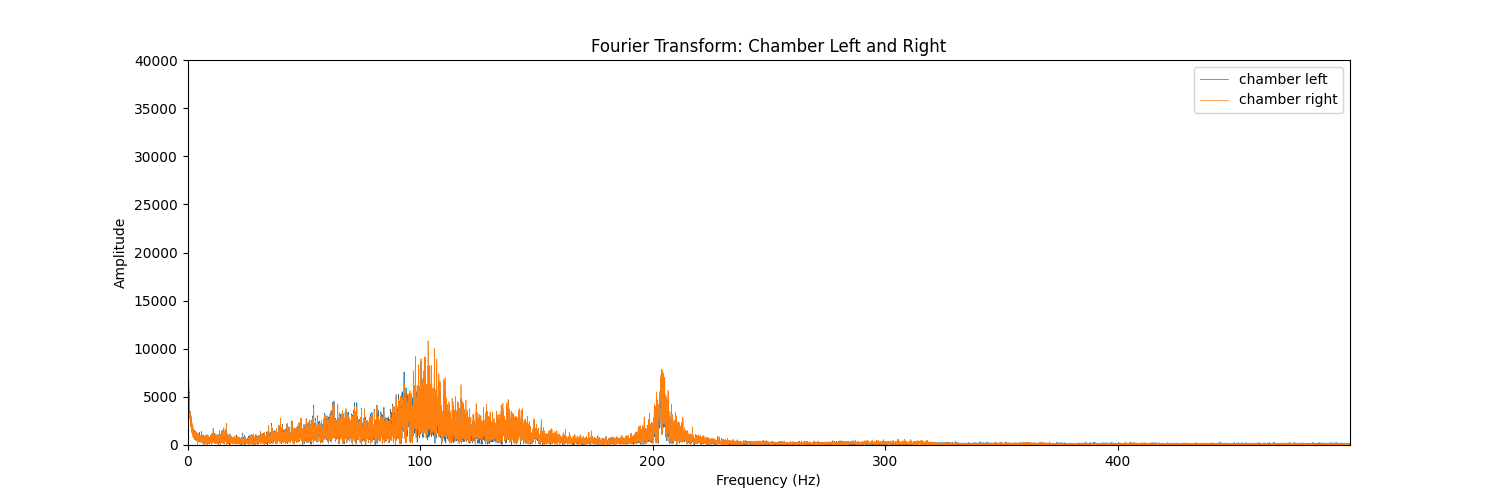 Fourier Transform: Chamber Left and Right
40000
35000
30000
25000
20000
15000
10000
5000
0
Amplitude
chamber left
chamber right
0 100 200 300 400
Frequency (Hz)